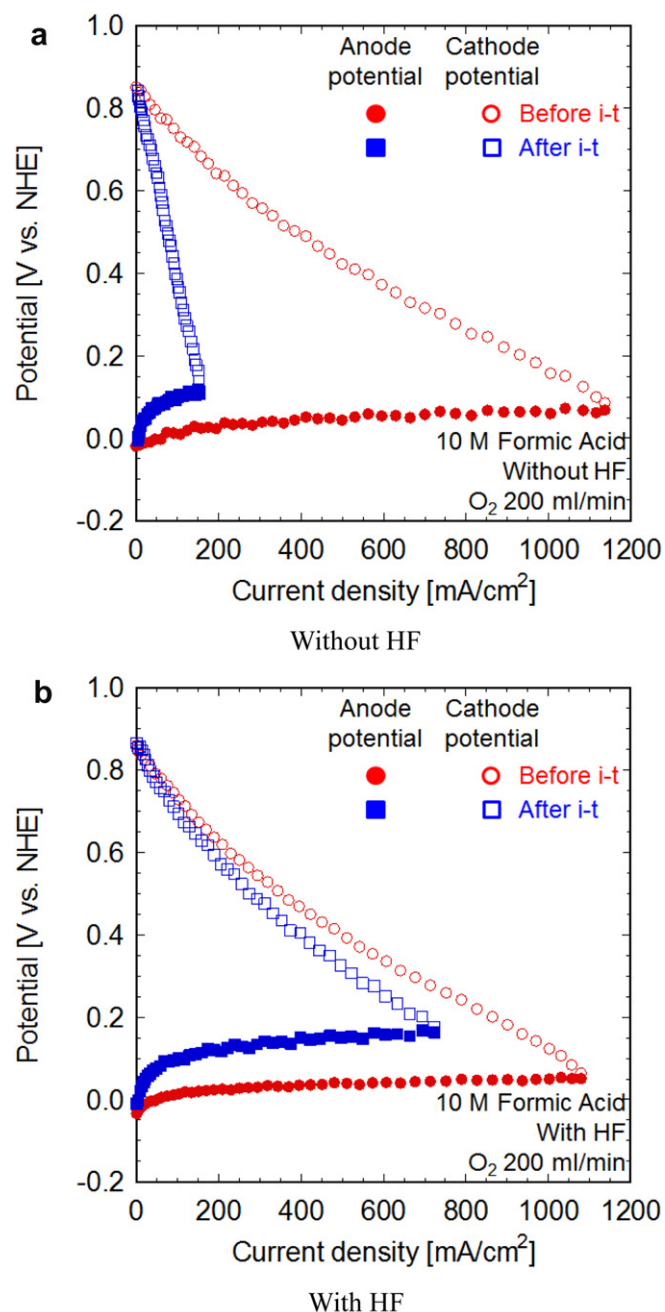 a
Anode Cathode
potential potential
Before i-t
After i-t
1.0
0.8
0.6
0.4
0.2
0.0
-0.2
Potential [V vs. NHE]
10 M Formic Acid
Without HF
O₂ 200 ml/min
0 200 400 600 800 1000 1200
Current density [mA/cm²]
Without HF
b
Anode Cathode
potential potential
Before i-t
After i-t
1.0
0.8
0.6
0.4
0.2
0.0
-0.2
Potential [V vs. NHE]
10 M Formic Acid
With HF
O₂ 200 ml/min
0 200 400 600 800 1000 1200
Current density [mA/cm²]
With HF